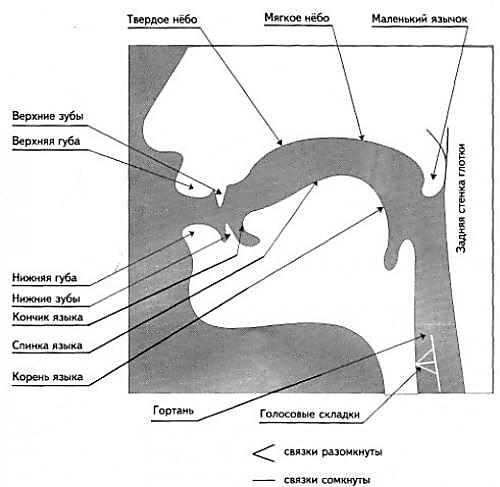 Твердое нёбо
Мягкое нёбо
Маленький язычок
Верхние зубы
Верхняя губа
Задняя стенка глотки
Нижняя губа
Нижние зубы
Кончик языка
Спинка языка
Корень языка
Гортань
Голосовые складки
связки разомкнуты
связки сомкнуты